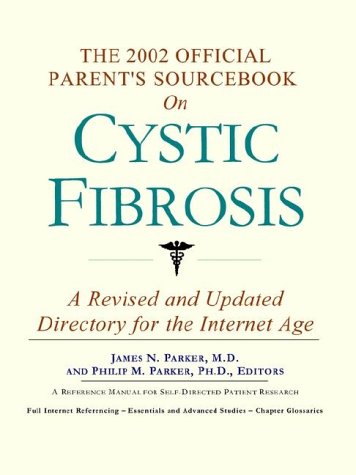 THE 2002 OFFICIAL
PARENT'S SOURCEBOOK
On
CYSTIC
FIBROSIS
A Revised and Updated
Directory for the Internet Age
JAMES N. PARKER, M.D.
AND PHILIP M. PARKER, PH.D., EDITORS
A REFERENCE MANUAL FOR SELF-DIRECTED PATIENT RESEARCH
Full Internet Referencing – Essentials and Advanced Studies – Chapter Glossaries